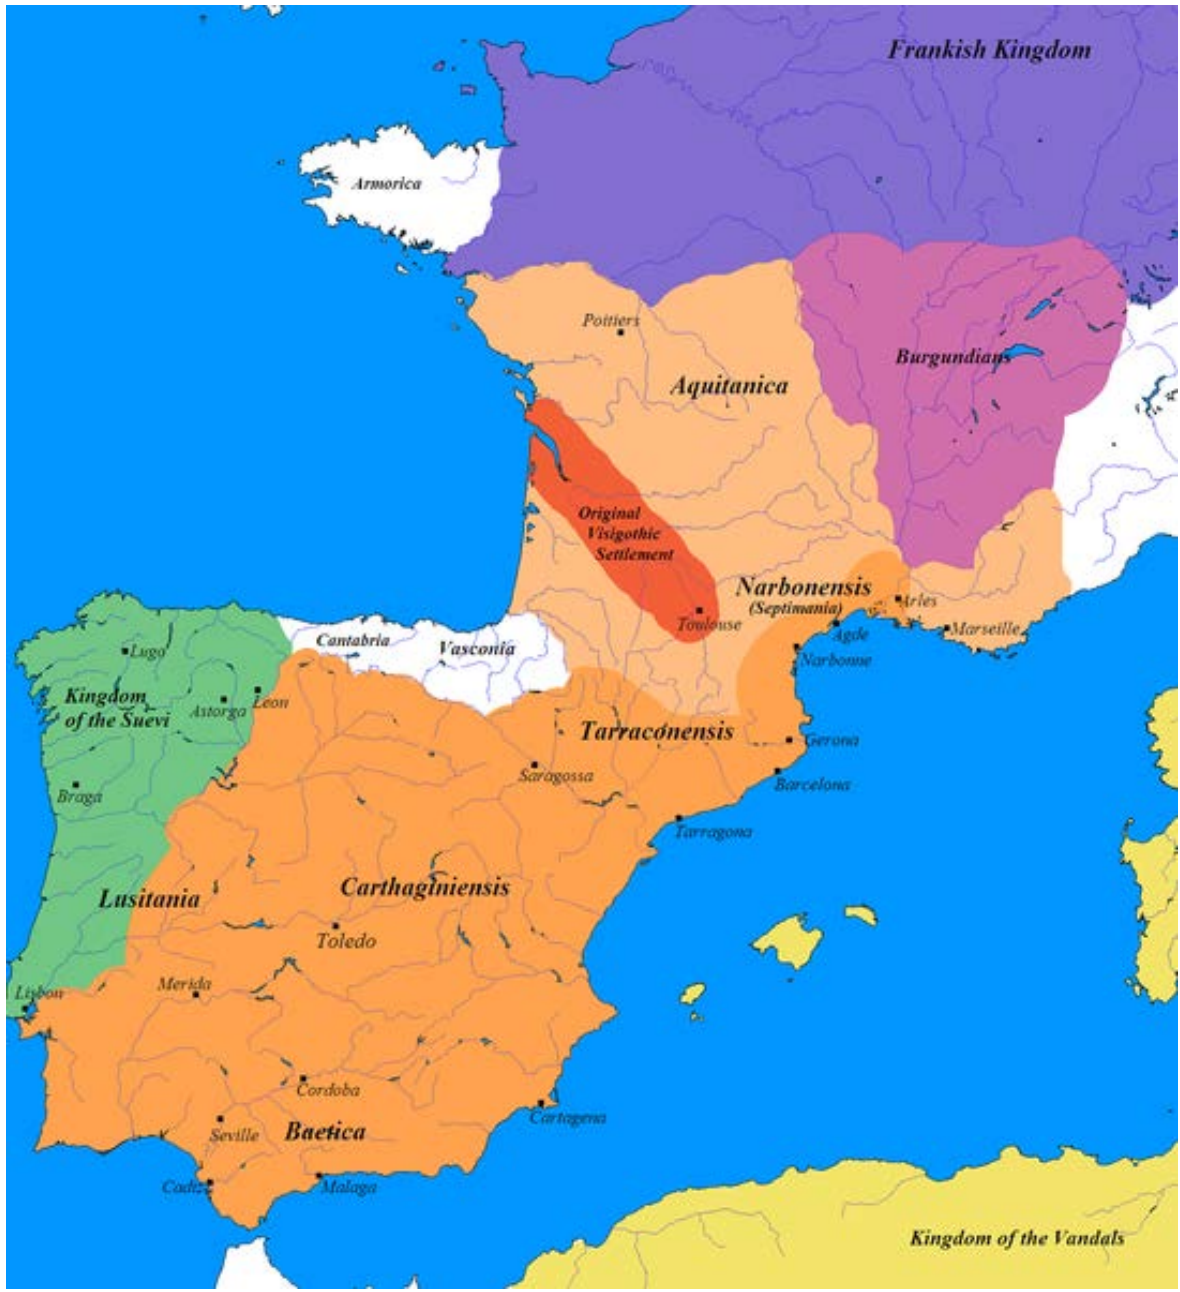 Frankish Kingdom
Armorica
Poitiers
Burgundians
Aquitanica
Original
Visigothic
Settlement
Narbonensis
(Septimania)
Arles
Toulouse
Agde
Marseille
Cantabria
Vasconia
Narbonne
Lugo
Kingdom
of the Suevi
Astorga
Leon
Tarraconensis
Gerona
Saragossa
Barcelona
Braga
Tarragona
Lusitania
Carthaginiensis
Toledo
Merida
Lisbon
Cordoba
Cartagena
Seville
Baetica
Cadiz
Malaga
Kingdom of the Vandals